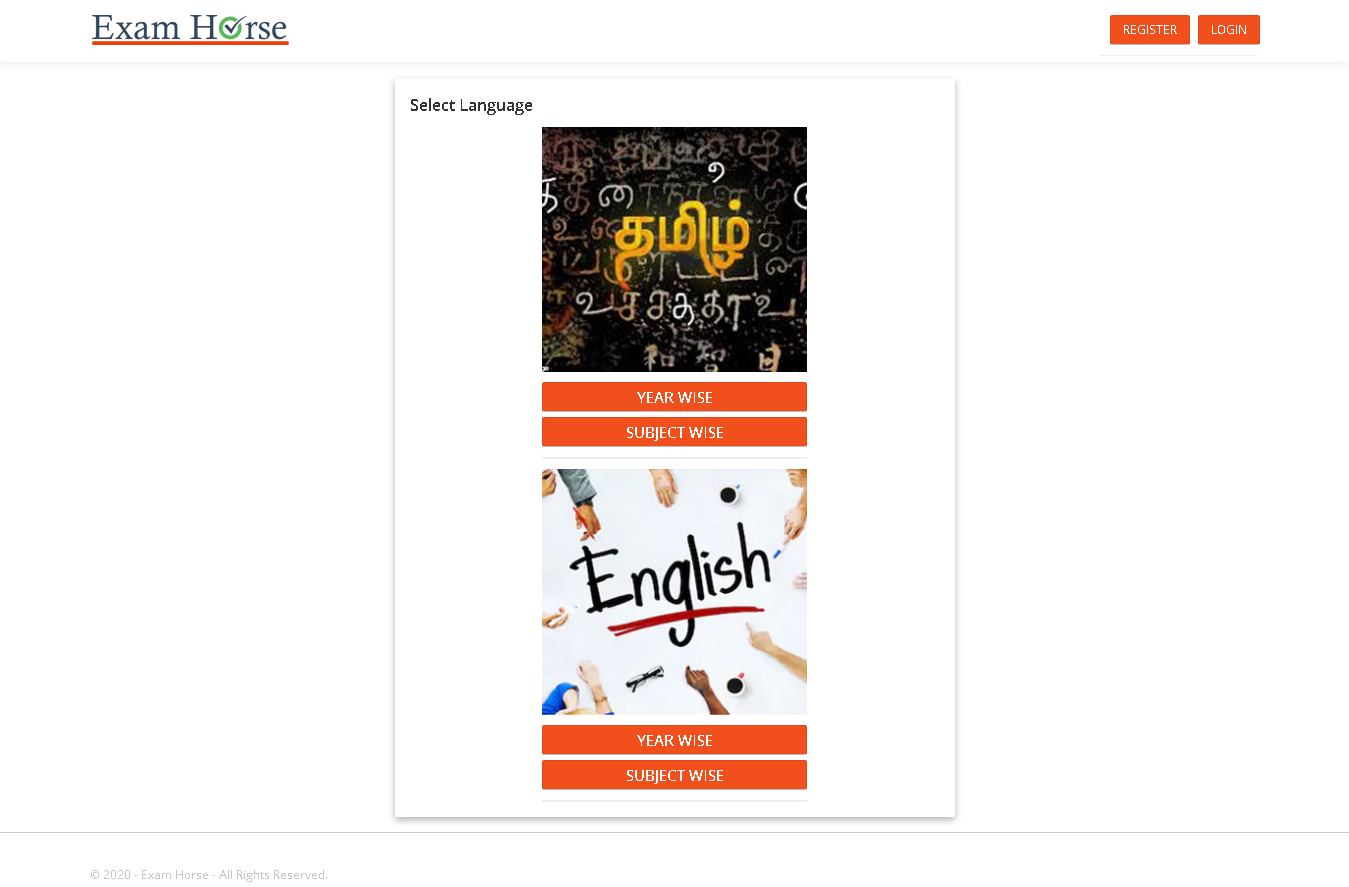 Exam Horse
REGISTER LOGIN
Select Language
தமிழ்
YEAR WISE
SUBJECT WISE
English
YEAR WISE
SUBJECT WISE
© 2020 - Exam Horse - All Rights Reserved.